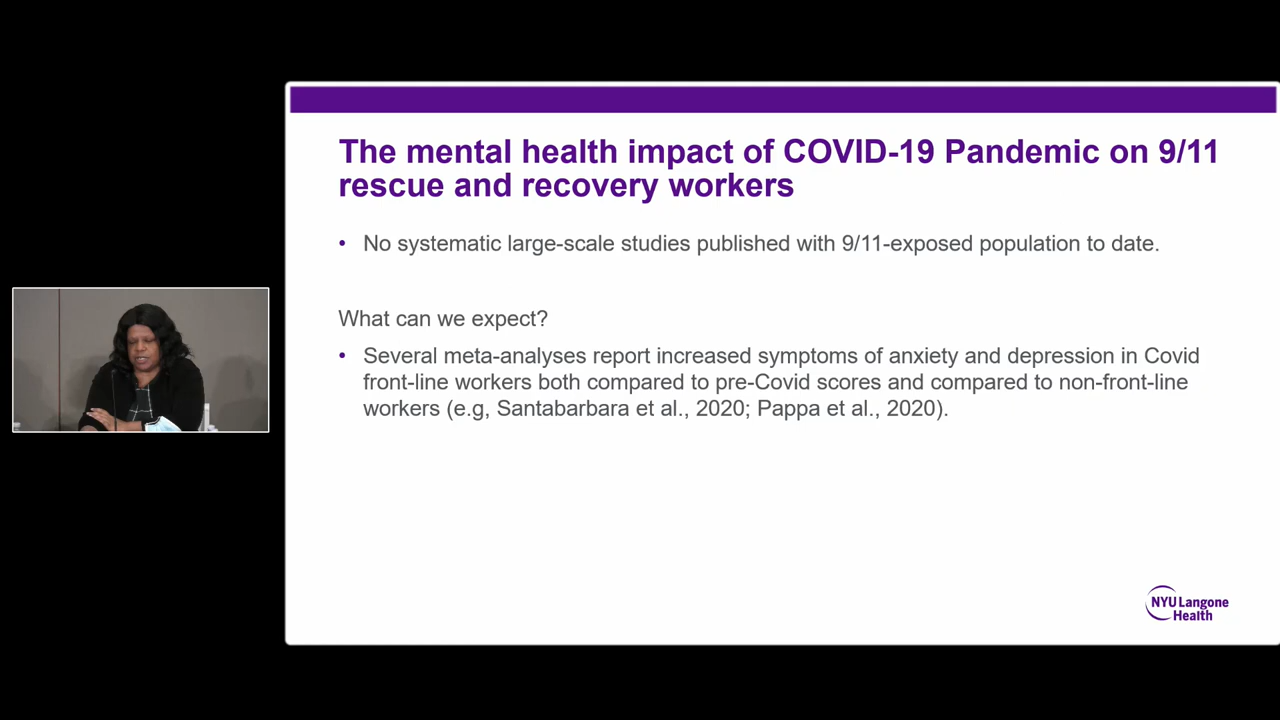 The mental health impact of COVID-19 Pandemic on 9/11
rescue and recovery workers
• No systematic large-scale studies published with 9/11-exposed population to date.
What can we expect?
• Several meta-analyses report increased symptoms of anxiety and depression in Covid
front-line workers both compared to pre-Covid scores and compared to non-front-line
workers (e.g, Santabarbara et al., 2020; Pappa et al., 2020).
NYU Langone
Health